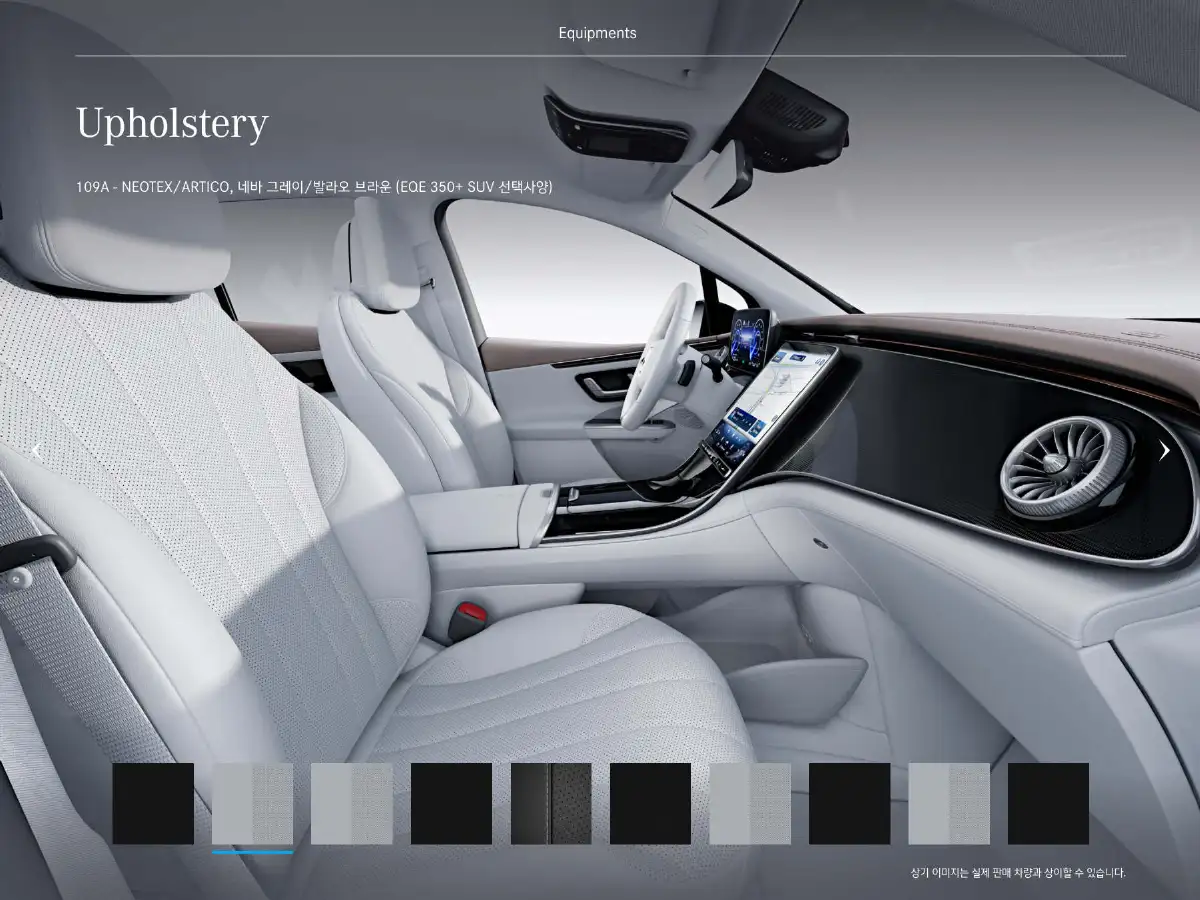 Equipments
Upholstery
109A - NEOTEX/ARTICO, 네바 그레이/발라오 브라운 (EQE 350+ SUV 선택사양)
상기 이미지는 실제 판매 차량과 상이할 수 있습니다.